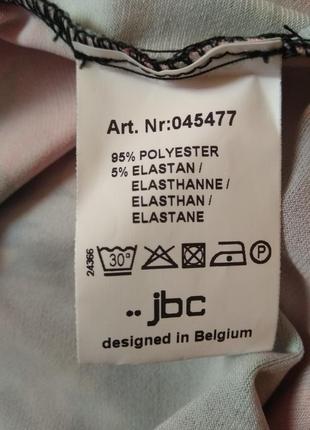 Art. Nr:045477
95% POLYESTER
5% ELASTAN /
ELASTHANNE /
ELASTHAN /
ELASTANE
24366
30°
P
jbc
designed in Belgium